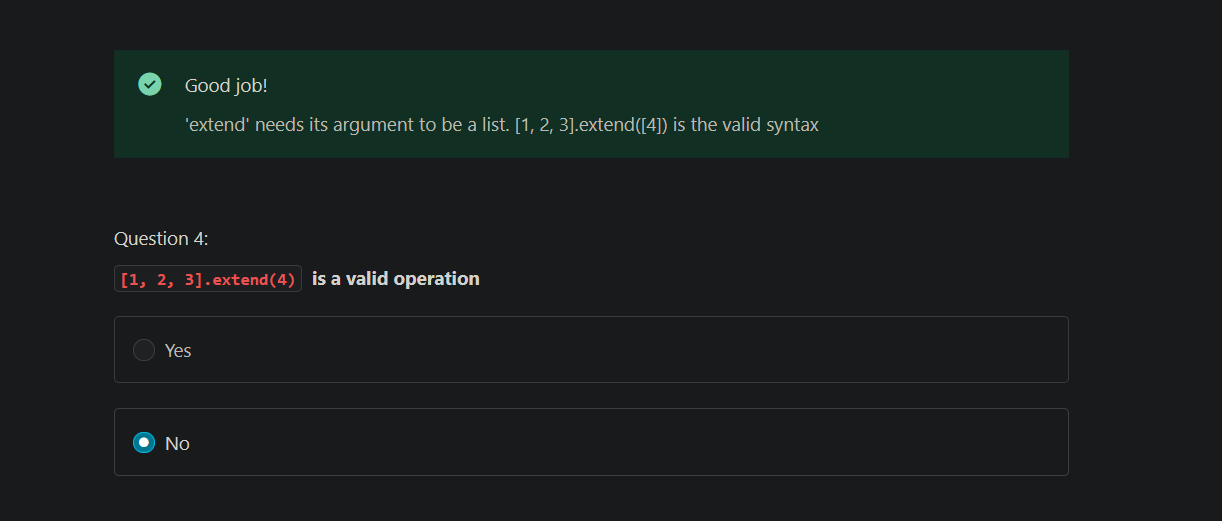 Good job!
'extend' needs its argument to be a list. [1, 2, 3].extend([4]) is the valid syntax
Question 4:
[1, 2, 3].extend(4) is a valid operation
Yes
No